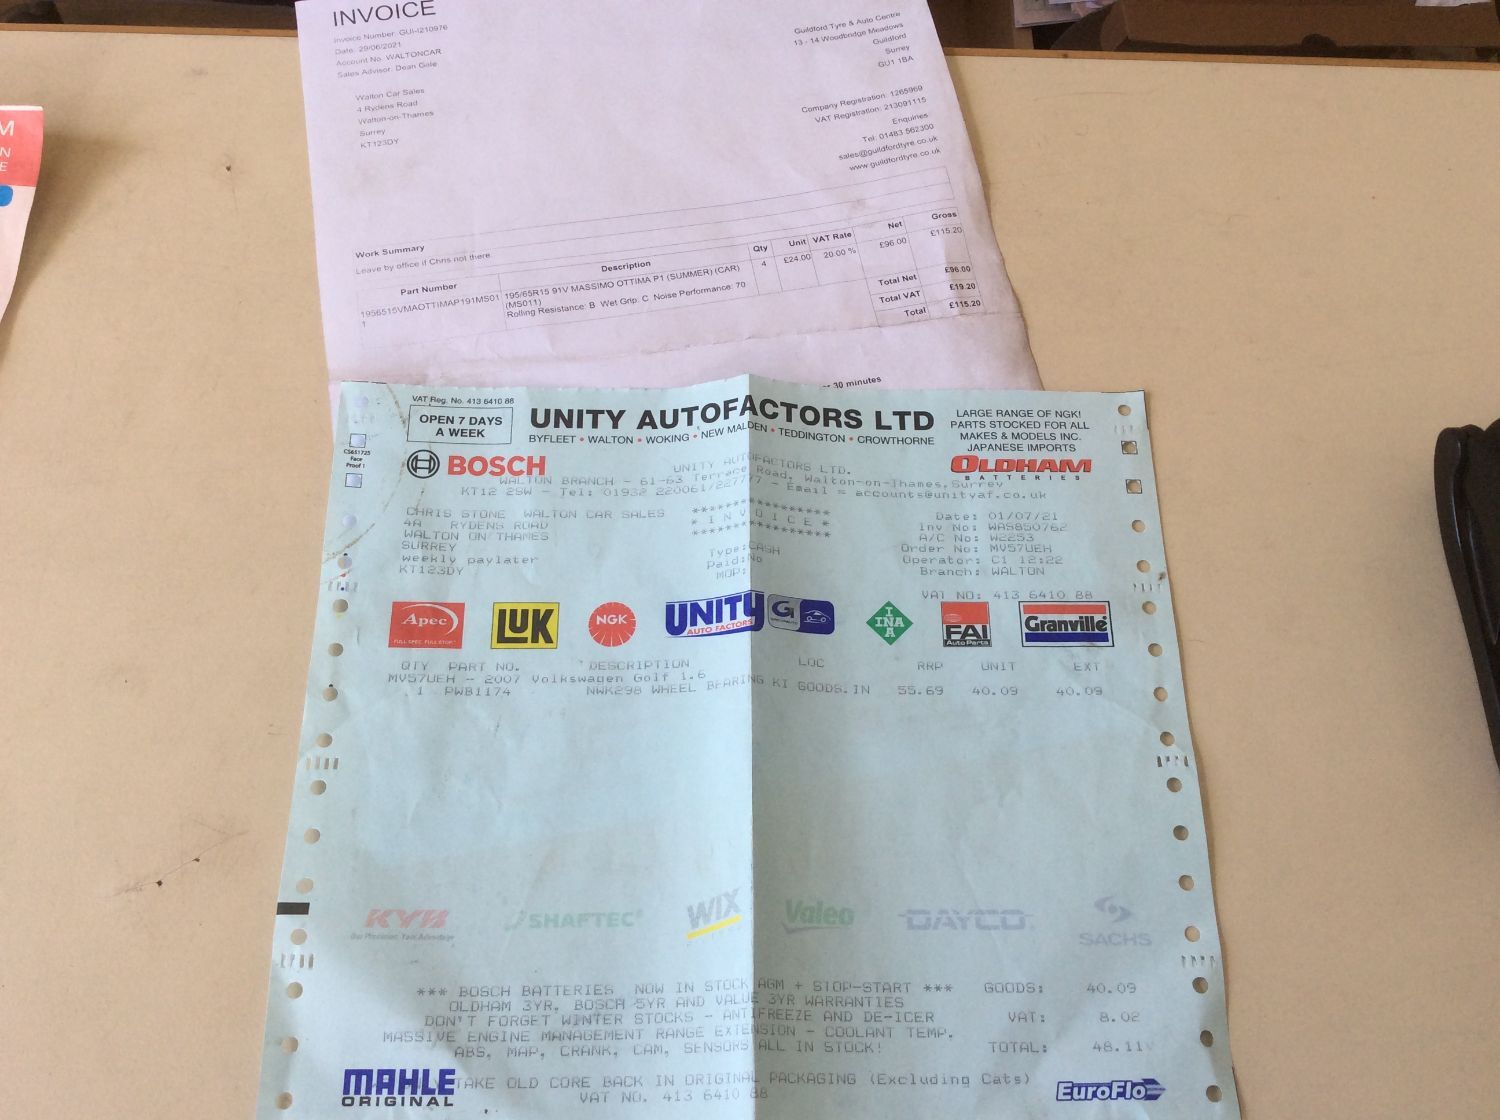 INVOICE
Invoice Number: GUI-I210976
Date: 29/06/2021
Account No. WALTONCAR
Sales Advisor: Dean Gale
Walton Car Sales
4 Rydens Road
Walton-on-Thames
Surrey
KT123DY
Guildford Tyre & Auto Centre
13 - 14 Woodbridge Meadows
Guildford
Surrey
GU1 1BA
Company Registration: 1265969
VAT Registration: 213091115
Enquiries
Tel: 01483 562300
sales@guildfordtyre.co.uk
www.guildfordtyre.co.uk
Work Summary
Leave by office if Chris not there
Part Number Description Qty Unit VAT Rate Net Gross
1956515VMAOTTIMAP191MS01
1
195/65R15 91V MASSIMO OTTIMA P1 (SUMMER) (CAR) 4 £24.00 20.00 % £96.00 £115.20
(MS011)
Rolling Resistance: B Wet Grip: C Noise Performance: 70
Total Net £96.00
Total VAT £19.20
Total £115.20
30 minutes
M
N
E
VAT Reg. No. 413 6410 88
OPEN 7 DAYS
A WEEK
UNITY AUTOFACTORS LTD
BYFLEET • WALTON • WOKING • NEW MALDEN • TEDDINGTON • CROWTHORNE
LARGE RANGE OF NGK!
PARTS STOCKED FOR ALL
MAKES & MODELS INC.
JAPANESE IMPORTS
CS651725
Face
Proof 1
BOSCH
OLDHAM
BATTERIES
UNITY AUTOFACTORS LTD.
WALTON BRANCH - 61-63 Terrace Road, Walton-on-Thames, Surrey
KT12 2SW - Tel: 01932 220061/227777 - Email = accounts@unityaf.co.uk
CHRIS STONE WALTON CAR SALES
4A RYDENS ROAD
WALTON ON THAMES
SURREY
weekly paylater
KT123DY
****************
* I N V O I C E *
****************
Type: CASH
Paid: No
MOP:
Date: 01/07/21
Inv No: WA5850762
A/C No: W2253
Order No: MV57UEH
Operator: C1 12:22
Branch: WALTON
VAT NO: 413 6410 88
Apec
FULL SPEC. FULL STOP.
LUK
NGK
UNITY
AUTO FACTORS
G
INA
FAI
AutoParts
Granville
QTY PART NO. DESCRIPTION LOC RRP UNIT EXT
MV57UEH - 2007 Volkswagen Golf 1.6
1 PWB1174 NWK298 WHEEL BEARING KI GOODS.IN 55.69 40.09 40.09
KYB
Our Precision, Your Advantage
SHAFTEC
WIX
FILTERS
Valeo
DAYCO
SACHS
*** BOSCH BATTERIES NOW IN STOCK AGM + STOP-START *** GOODS: 40.09
OLDHAM 3YR, BOSCH 5YR AND VALUE 3YR WARRANTIES
DON'T FORGET WINTER STOCKS - ANTIFREEZE AND DE-ICER VAT: 8.02
MASSIVE ENGINE MANAGEMENT RANGE EXTENSION - COOLANT TEMP.
ABS, MAP, CRANK, CAM, SENSORS ALL IN STOCK! TOTAL: 48.11
MAHLE
ORIGINAL
TAKE OLD CORE BACK IN ORIGINAL PACKAGING (Excluding Cats)
VAT NO. 413 6410 88
EuroFlo